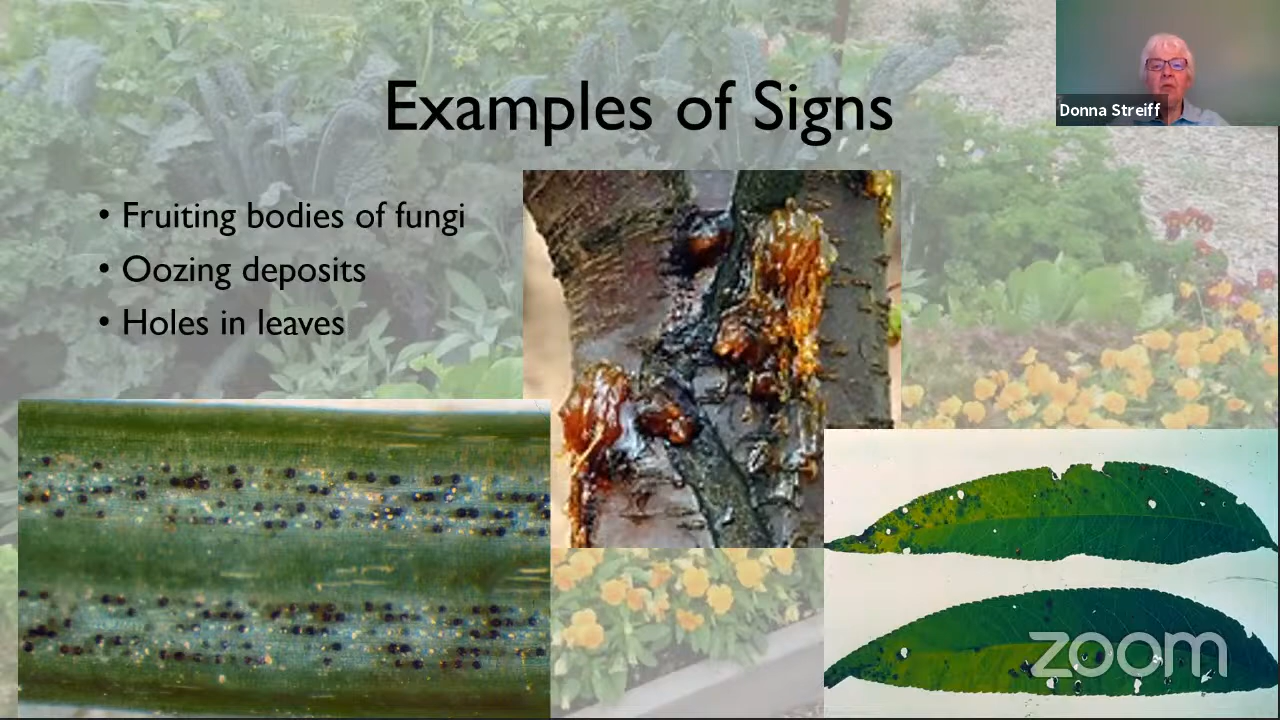 Examples of Signs
Donna Streiff
• Fruiting bodies of fungi
• Oozing deposits
• Holes in leaves
zoom